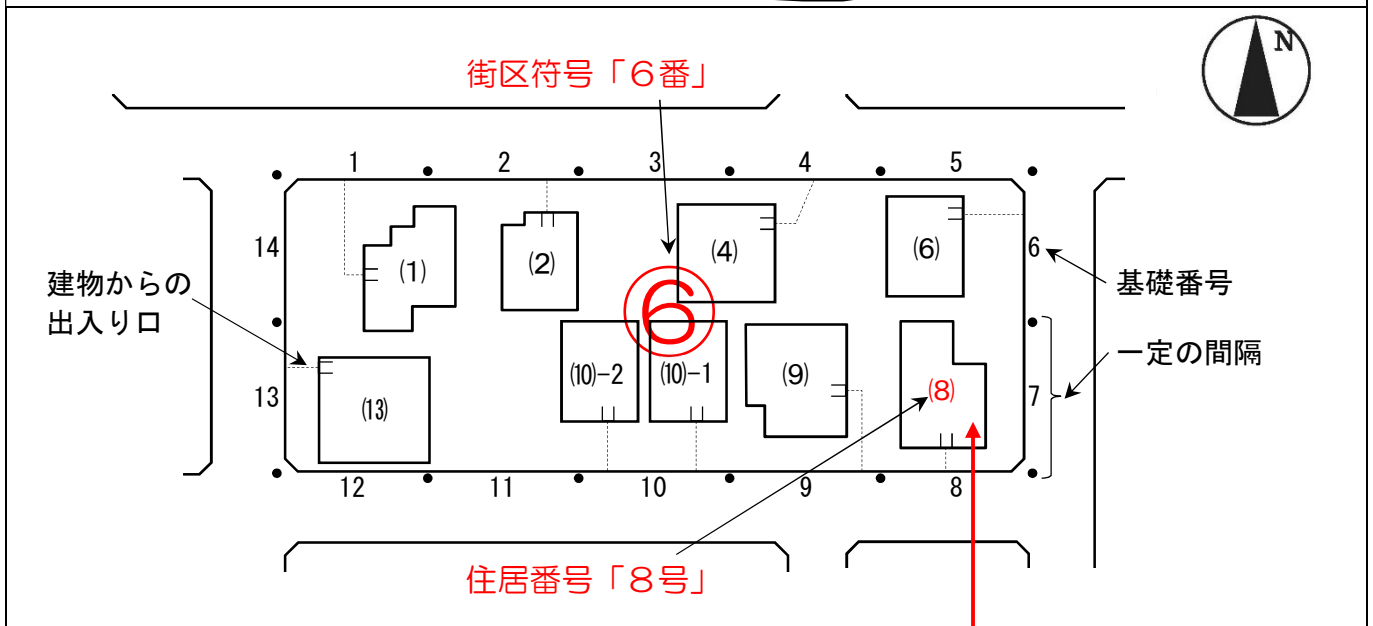 N
街区符号「６番」
1 2 3 4 5
14 ⑴ ⑵ ⑷ ⑹ 6
建物からの
出入り口
⑥
基礎番号
一定の間隔
13 ⒀ ⑽-2 ⑽-1 ⑼ ⑻ 7
12 11 10 9 8
住居番号「８号」